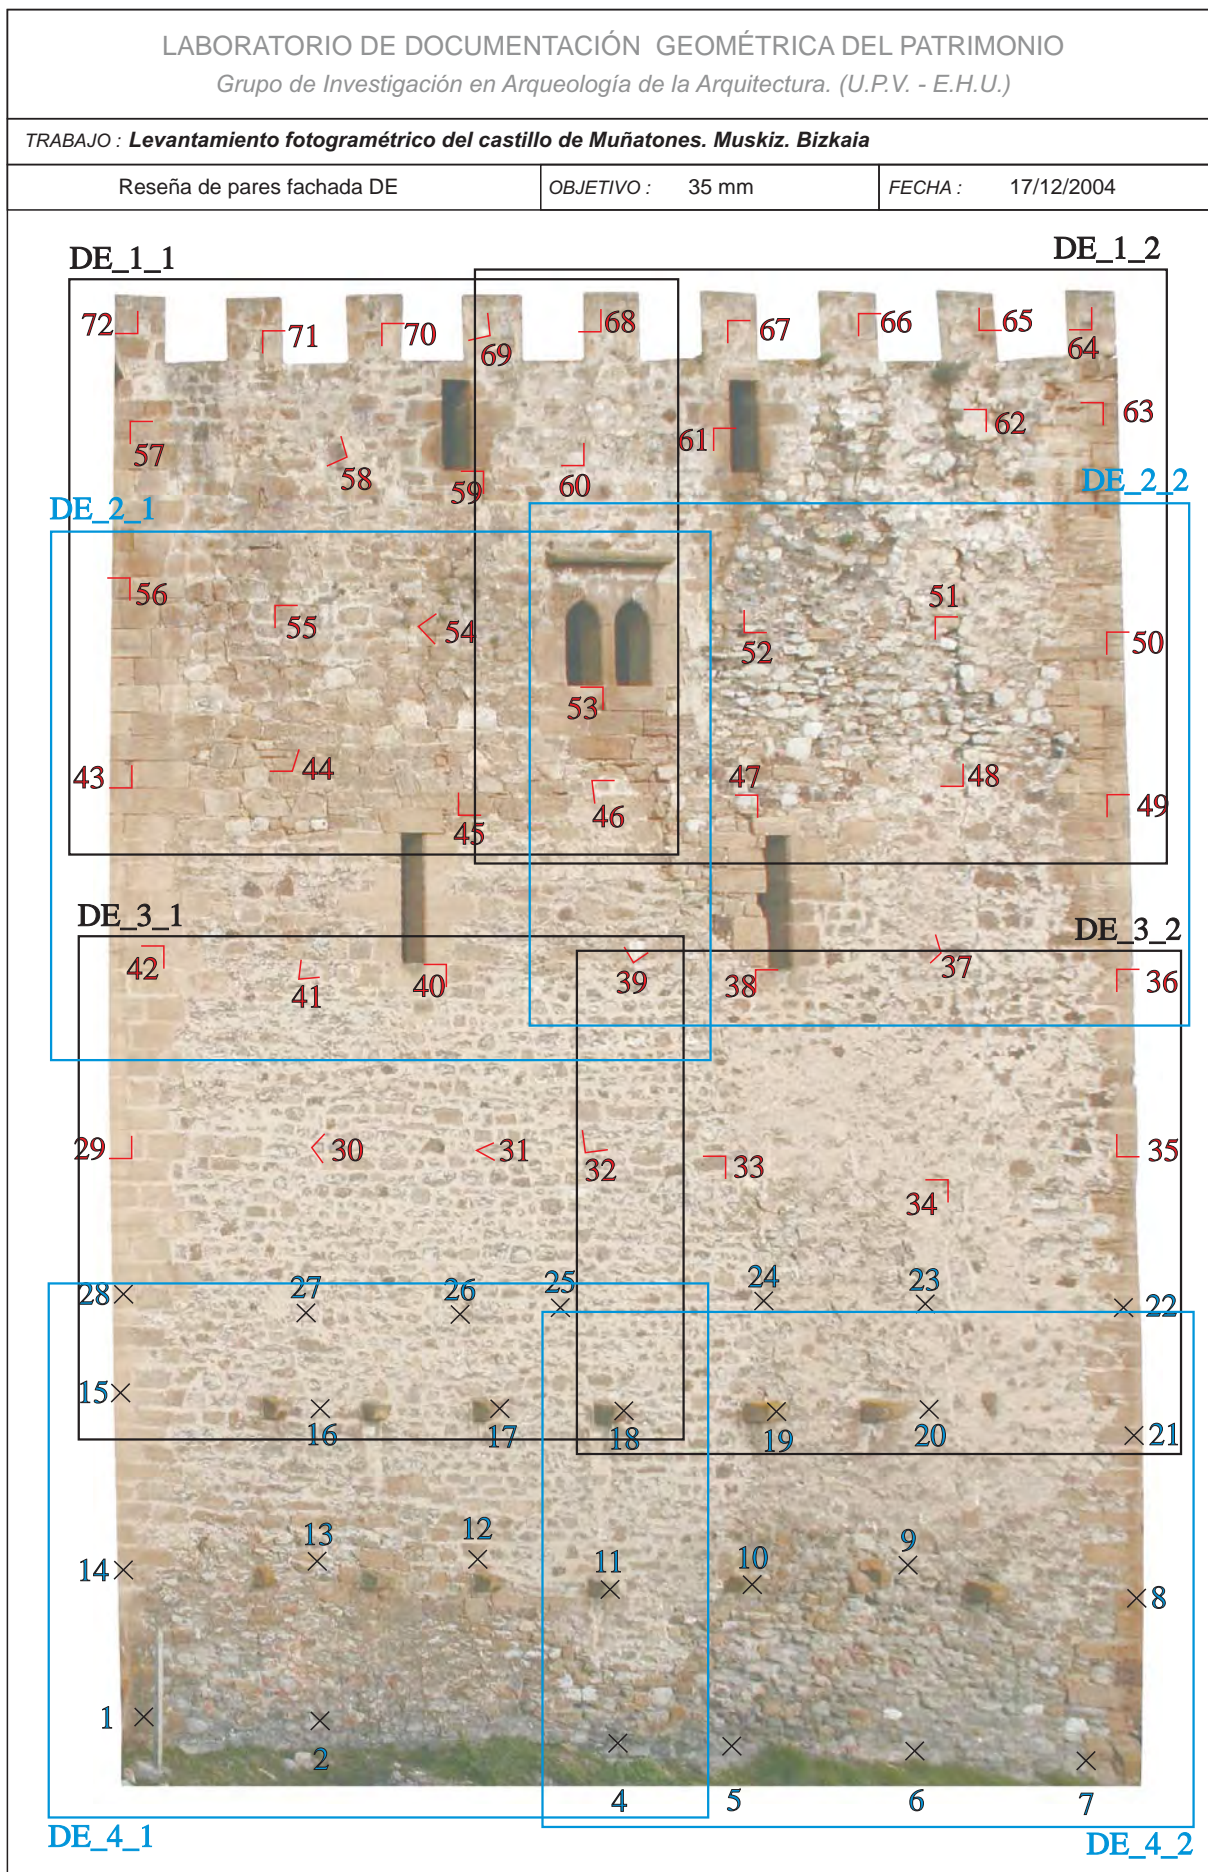 LABORATORIO DE DOCUMENTACIÓN GEOMÉTRICA DEL PATRIMONIO
Grupo de Investigación en Arqueología de la Arquitectura. (U.P.V. - E.H.U.)
TRABAJO : Levantamiento fotogramétrico del castillo de Muñatones. Muskiz. Bizkaia
Reseña de pares fachada DE OBJETIVO : 35 mm FECHA : 17/12/2004
DE_1_1 DE_1_2
72 71 70 69 68 67 66 65 64
57 58 59 60 61 62 63
DE_2_1 DE_2_2
56 55 54 53 52 51 50
43 44 45 46 47 48 49
DE_3_1 DE_3_2
42 41 40 39 38 37 36
29 30 31 32 33 34 35
28 27 26 25 24 23 22
15 16 17 18 19 20 21
14 13 12 11 10 9 8
1 2 4 5 6 7
DE_4_1 DE_4_2